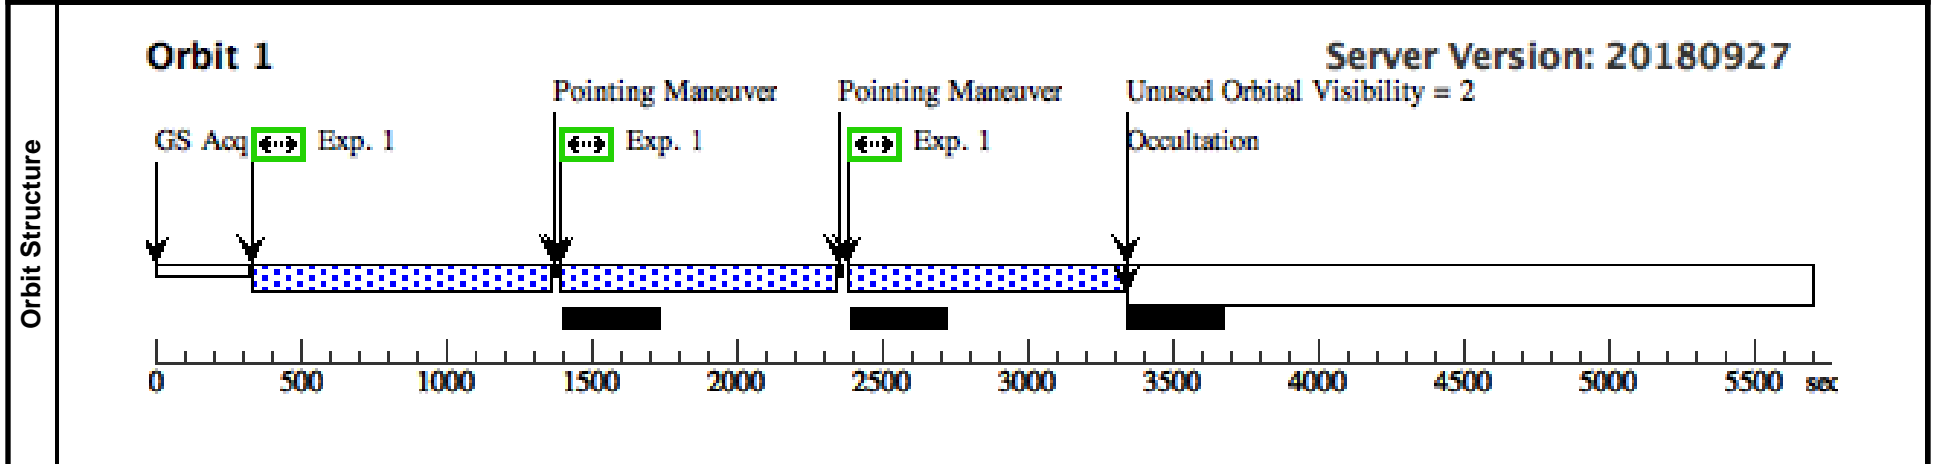 Orbit Structure
Orbit 1
Server Version: 20180927
Pointing Maneuver
Pointing Maneuver
Unused Orbital Visibility = 2
GS Acq
Exp. 1
Exp. 1
Exp. 1
Occultation
0 500 1000 1500 2000 2500 3000 3500 4000 4500 5000 5500 sec